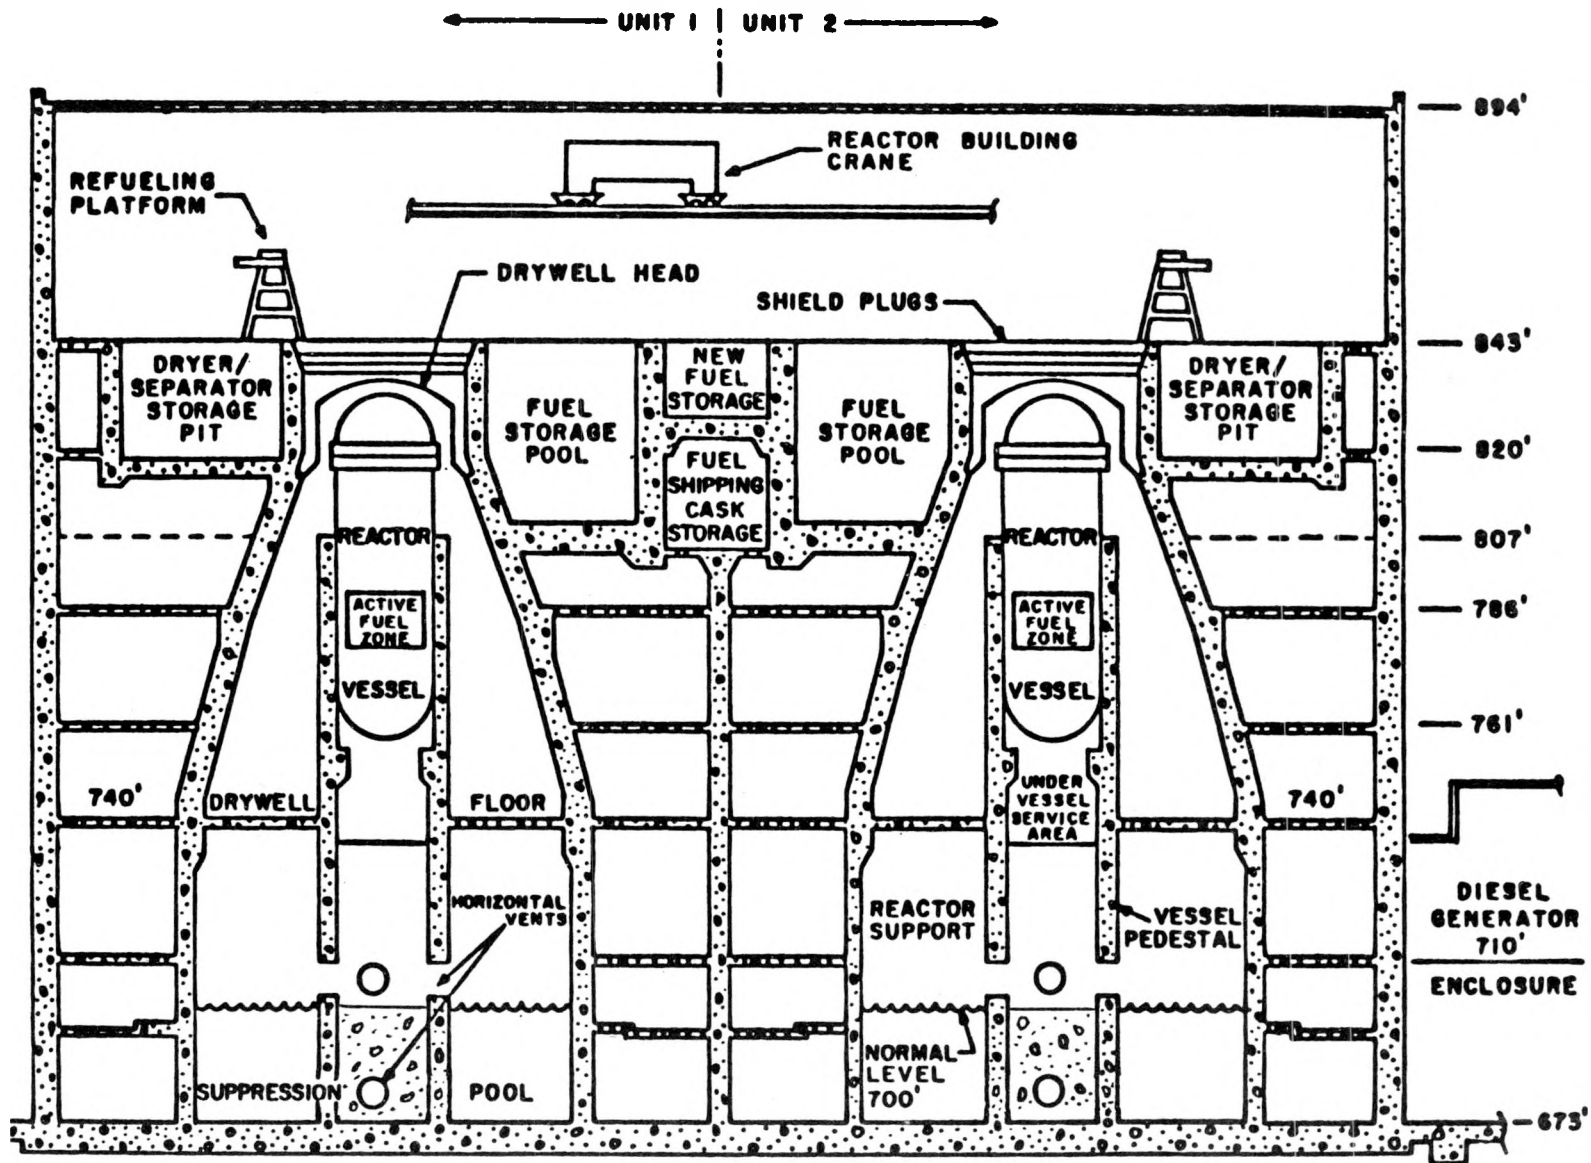 UNIT 1 | UNIT 2
894'
REACTOR BUILDING
CRANE
REFUELING
PLATFORM
DRYWELL HEAD
SHIELD PLUGS
843'
DRYER/
SEPARATOR
STORAGE
PIT
FUEL
STORAGE
POOL
NEW
FUEL
STORAGE
FUEL
SHIPPING
CASK
STORAGE
FUEL
STORAGE
POOL
DRYER/
SEPARATOR
STORAGE
PIT
820'
REACTOR
REACTOR
807'
ACTIVE
FUEL
ZONE
ACTIVE
FUEL
ZONE
786'
VESSEL
VESSEL
761'
740'
DRYWELL
FLOOR
UNDER
VESSEL
SERVICE
AREA
740'
HORIZONTAL
VENTS
REACTOR
SUPPORT
VESSEL
PEDESTAL
DIESEL
GENERATOR
710'
ENCLOSURE
SUPPRESSION
POOL
NORMAL
LEVEL
700'
673'